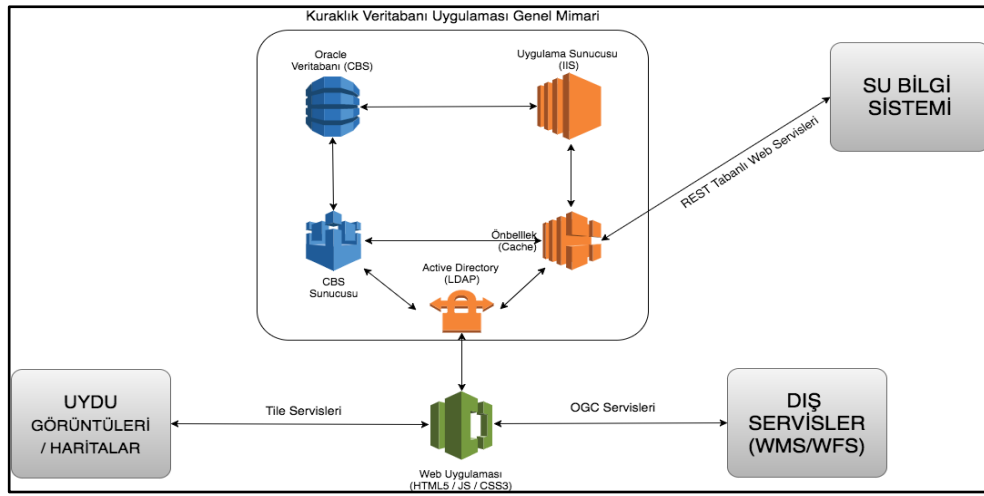 Kuraklık Veritabanı Uygulaması Genel Mimari
Oracle
Veritabanı (CBS)
Uygulama Sunucusu
(IIS)
SU BİLGİ
SİSTEMİ
REST Tabanlı Web Servisleri
Önbelllek
(Cache)
CBS
Sunucusu
Active Directory
(LDAP)
UYDU
GÖRÜNTÜLERİ
/ HARİTALAR
Tile Servisleri
OGC Servisleri
DIŞ
SERVİSLER
(WMS/WFS)
Web Uygulaması
(HTML5 / JS / CSS3)